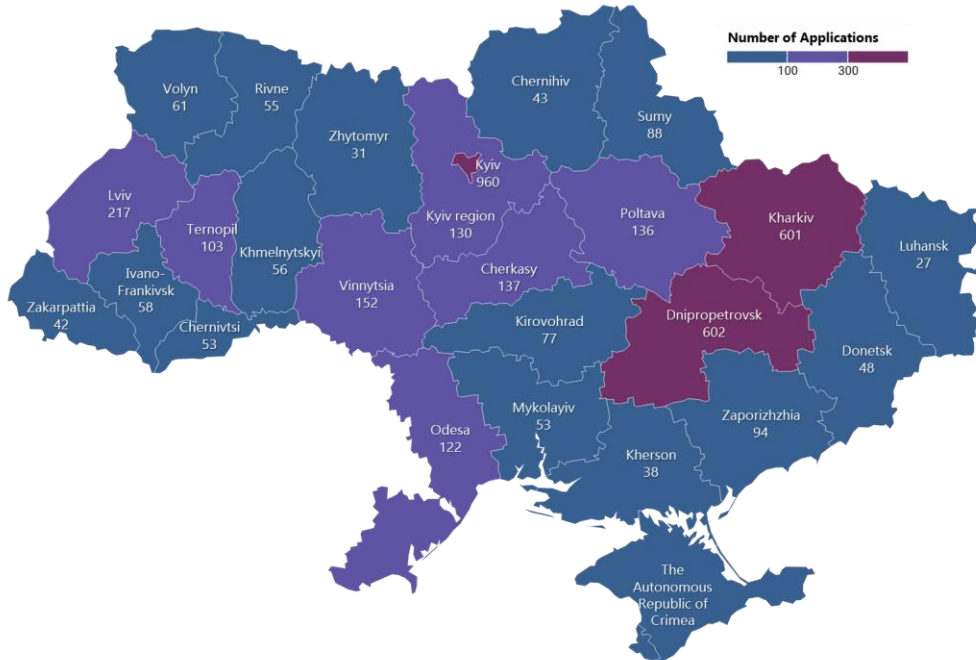 Number of Applications
100 300
Volyn
61
Rivne
55
Zhytomyr
31
Chernihiv
43
Sumy
88
Kyiv
960
Kyiv region
130
Lviv
217
Ternopil
103
Khmelnytskyi
56
Vinnytsia
152
Cherkasy
137
Poltava
136
Kharkiv
601
Luhansk
27
Ivano-
Frankivsk
58
Zakarpattia
42
Chernivtsi
53
Kirovohrad
77
Dnipropetrovsk
602
Donetsk
48
Odesa
122
Mykolayiv
53
Kherson
38
Zaporizhzhia
94
The
Autonomous
Republic of
Crimea